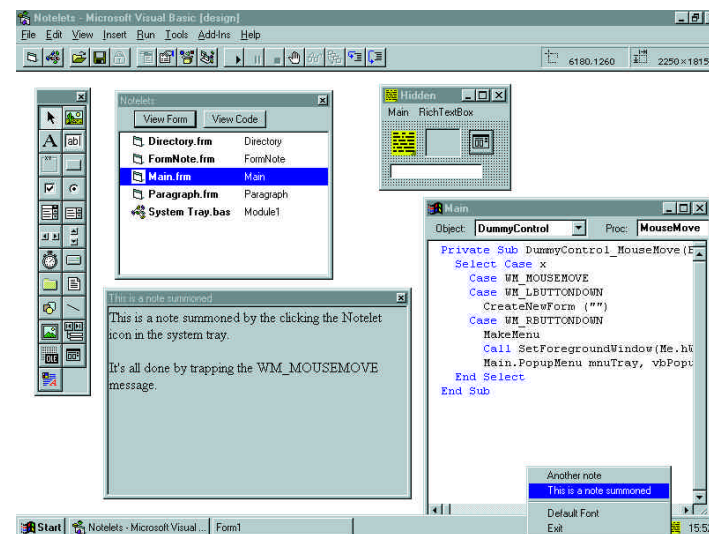 Notelets - Microsoft Visual Basic [design]
File Edit View Insert Run Tools Add-Ins Help
6180,1260 2250×1815
Notelets
View Form View Code
Directory.frm Directory
FormNote.frm FormNote
Main.frm Main
Paragraph.frm Paragraph
System Tray.bas Module1
Hidden
Main RichTextBox
A ab
OLE
Main
Object: DummyControl Proc: MouseMove
Private Sub DummyControl_MouseMove(
Select Case x
Case WM_MOUSEMOVE
Case WM_LBUTTONDOWN
CreateNewForm ("")
Case WM_RBUTTONDOWN
MakeMenu
Call SetForegroundWindow(Me.hW
Main.PopupMenu mnuTray, vbPopu
End Select
End Sub
This is a note summoned
This is a note summoned by the clicking the Notelet
icon in the system tray.
It's all done by trapping the WM_MOUSEMOVE
message.
Another note
This is a note summoned
Default Font
Exit
Start Notelets - Microsoft Visual ... Form1 15:52